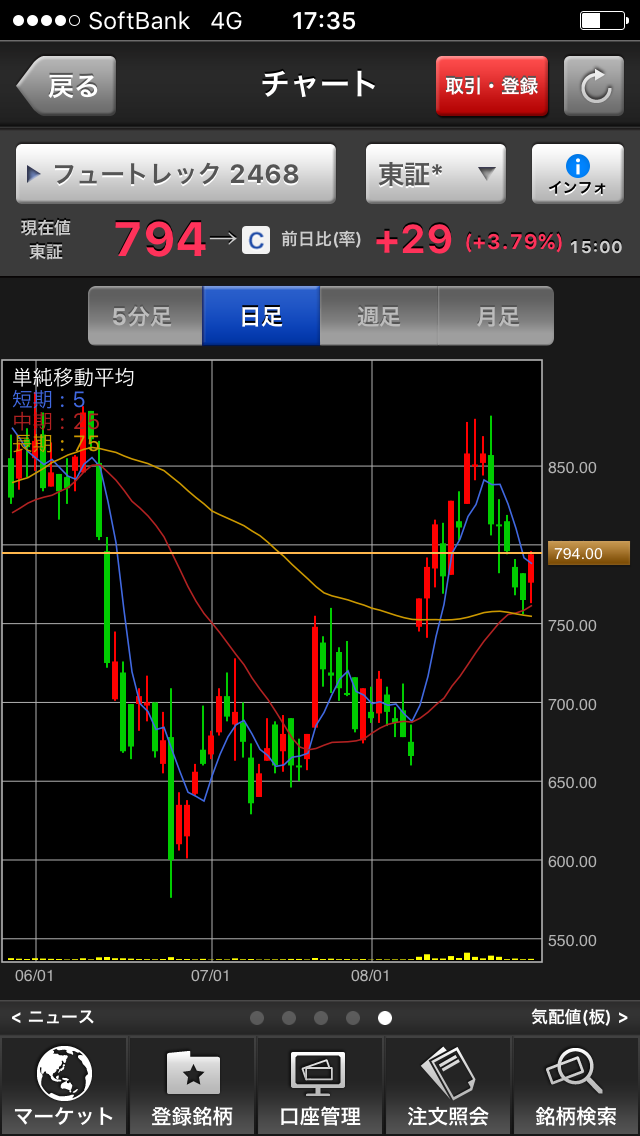 SoftBank 4G 17:35
戻る チャート 取引・登録
フュートレック 2468 東証* インフォ
現在値 東証 794→ C 前日比(率) +29 (+3.79%) 15:00
5分足 日足 週足 月足
単純移動平均
短期:5
中期:25
長期:75
850.00
794.00
750.00
700.00
650.00
600.00
550.00
06/01 07/01 08/01
< ニュース 気配値(板) >
マーケット 登録銘柄 口座管理 注文照会 銘柄検索